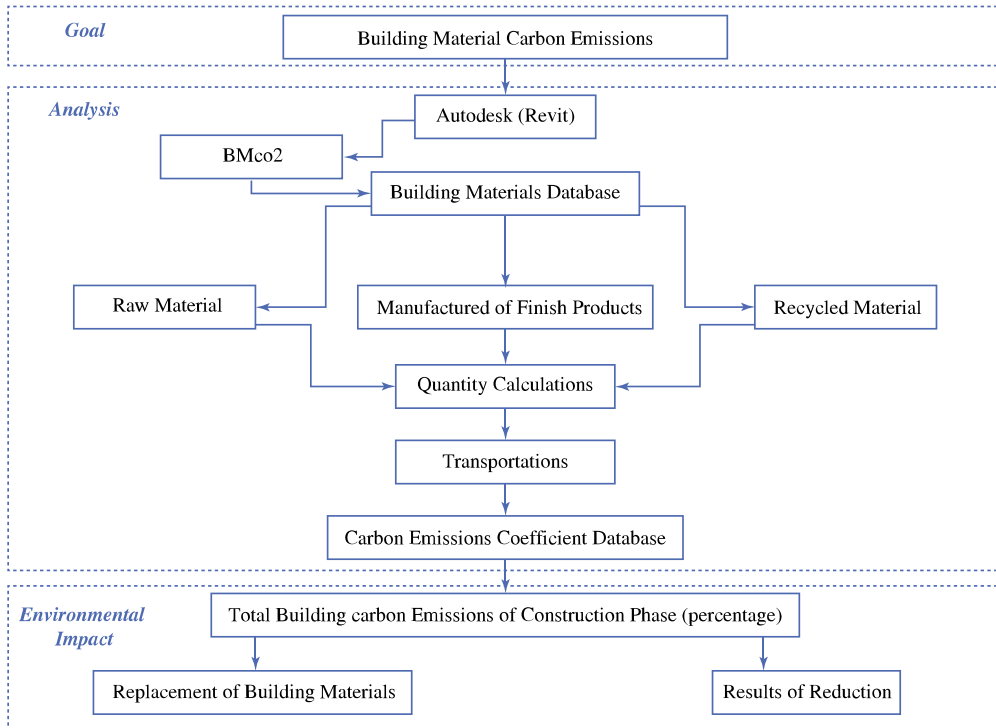 Goal
Building Material Carbon Emissions
Analysis
Autodesk (Revit)
BMco2
Building Materials Database
Raw Material
Manufactured of Finish Products
Recycled Material
Quantity Calculations
Transportations
Carbon Emissions Coefficient Database
Environmental
Impact
Total Building carbon Emissions of Construction Phase (percentage)
Replacement of Building Materials
Results of Reduction